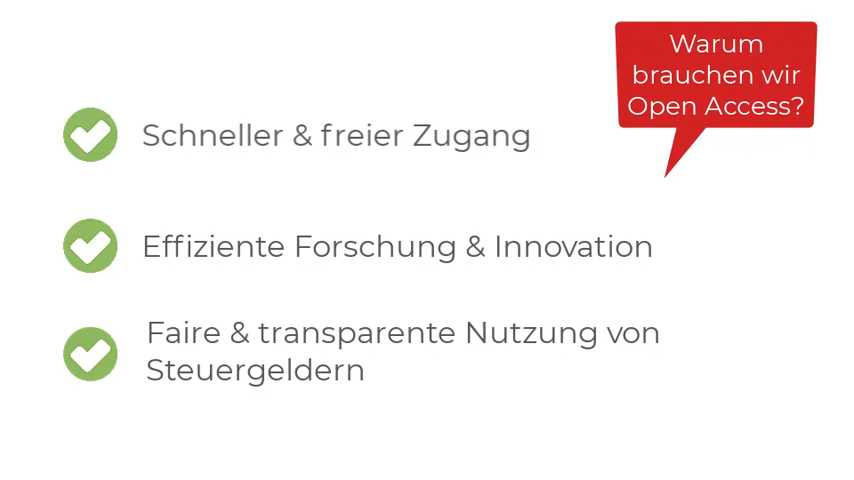 Warum
brauchen wir
Open Access?
Schneller & freier Zugang
Effiziente Forschung & Innovation
Faire & transparente Nutzung von
Steuergeldern